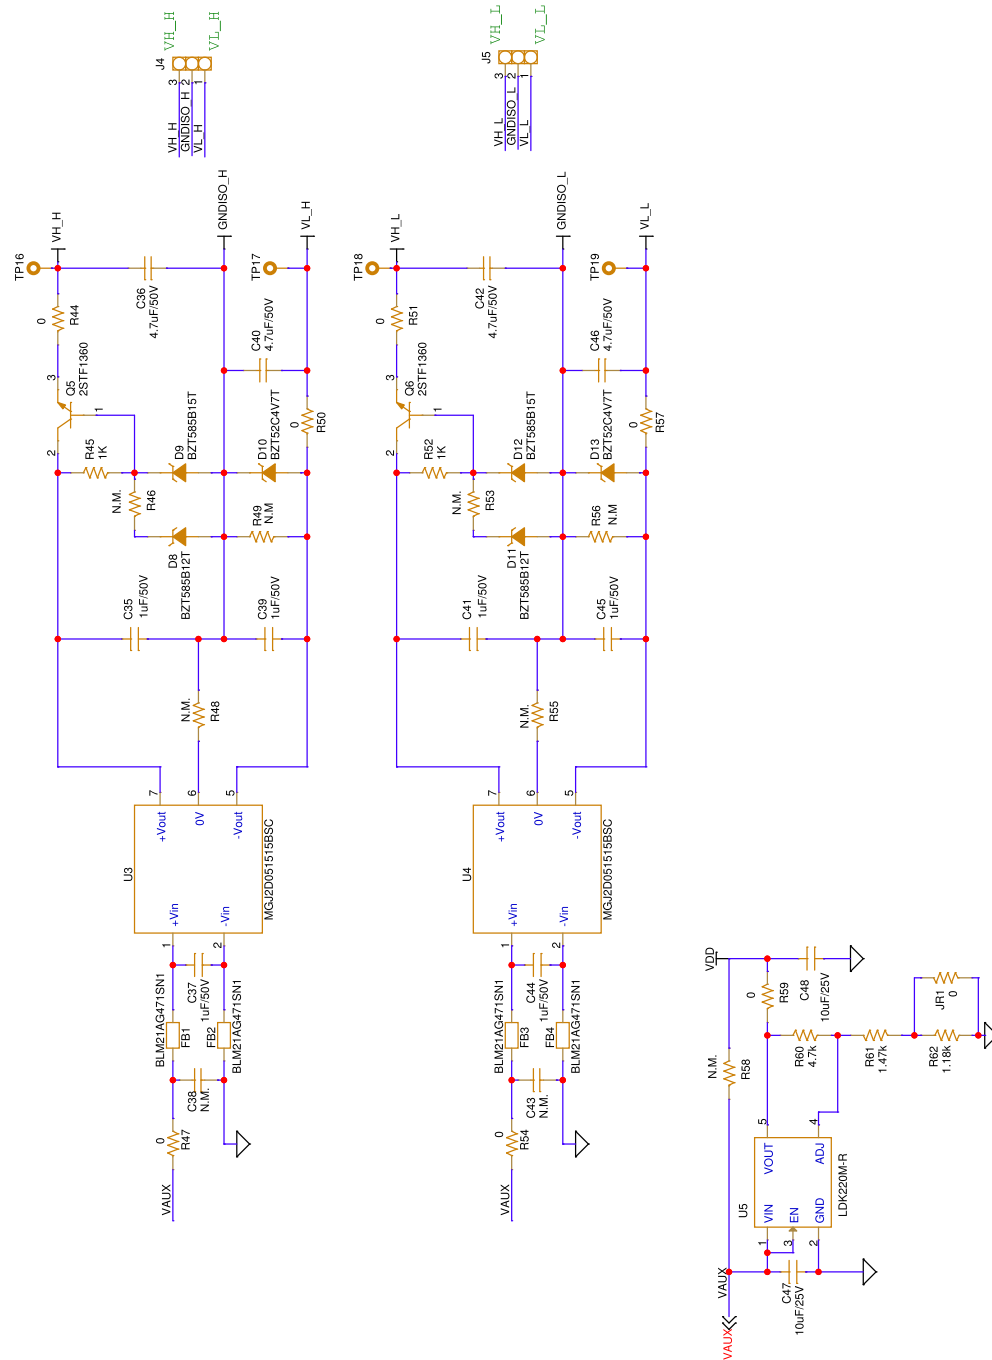 VH_H
VL_H
J4
3
2
1
VH_H
GNDISO_H
VL_H
VH_L
VL_L
J5
3
2
1
VH_L
GNDISO_L
VL_L
VAUX
0
R47
C38
N.M.
BLM21AG471SN1
FB1
FB2
BLM21AG471SN1
C37
1uF/50V
1
2
U3
+Vin
-Vin
+Vout
0V
-Vout
MGJ2D051515BSC
7
6
5
N.M.
R48
C35
1uF/50V
C39
1uF/50V
D8
BZT585B12T
N.M.
R46
R49
N.M
R45
1K
D9
BZT585B15T
D10
BZT52C4V7T
2
1
3
Q5
2STF1360
0
R50
0
R44
C40
4.7uF/50V
C36
4.7uF/50V
TP16
TP17
VH_H
GNDISO_H
VL_H
VAUX
0
R54
C43
N.M.
BLM21AG471SN1
FB3
FB4
BLM21AG471SN1
C44
1uF/50V
1
2
U4
+Vin
-Vin
+Vout
0V
-Vout
MGJ2D051515BSC
7
6
5
N.M.
R55
C41
1uF/50V
C45
1uF/50V
D11
BZT585B12T
N.M.
R53
R56
N.M
R52
1K
D12
BZT585B15T
D13
BZT52C4V7T
2
1
3
Q6
2STF1360
0
R57
0
R51
C46
4.7uF/50V
C42
4.7uF/50V
TP18
TP19
VH_L
GNDISO_L
VL_L
VAUX
VAUX
C47
10uF/25V
1
3
2
U5
VIN
EN
GND
VOUT
ADJ
LDK220M-R
5
4
N.M.
R58
VDD
0
R59
C48
10uF/25V
R60
4.7k
R61
1.47k
R62
1.18k
JR1
0